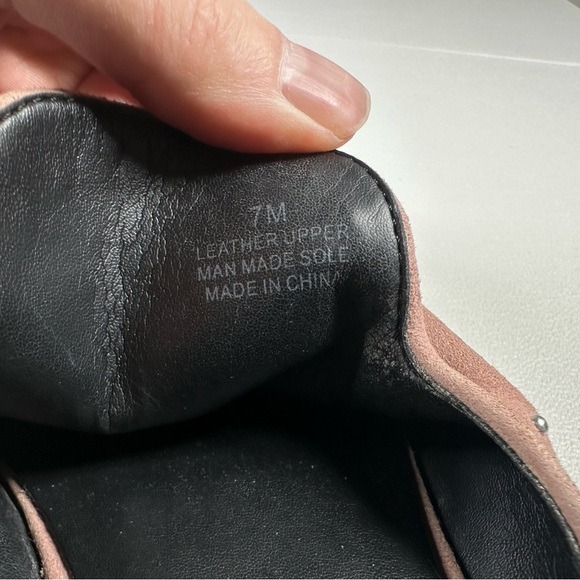 7M
LEATHER UPPER
MAN MADE SOLE
MADE IN CHINA